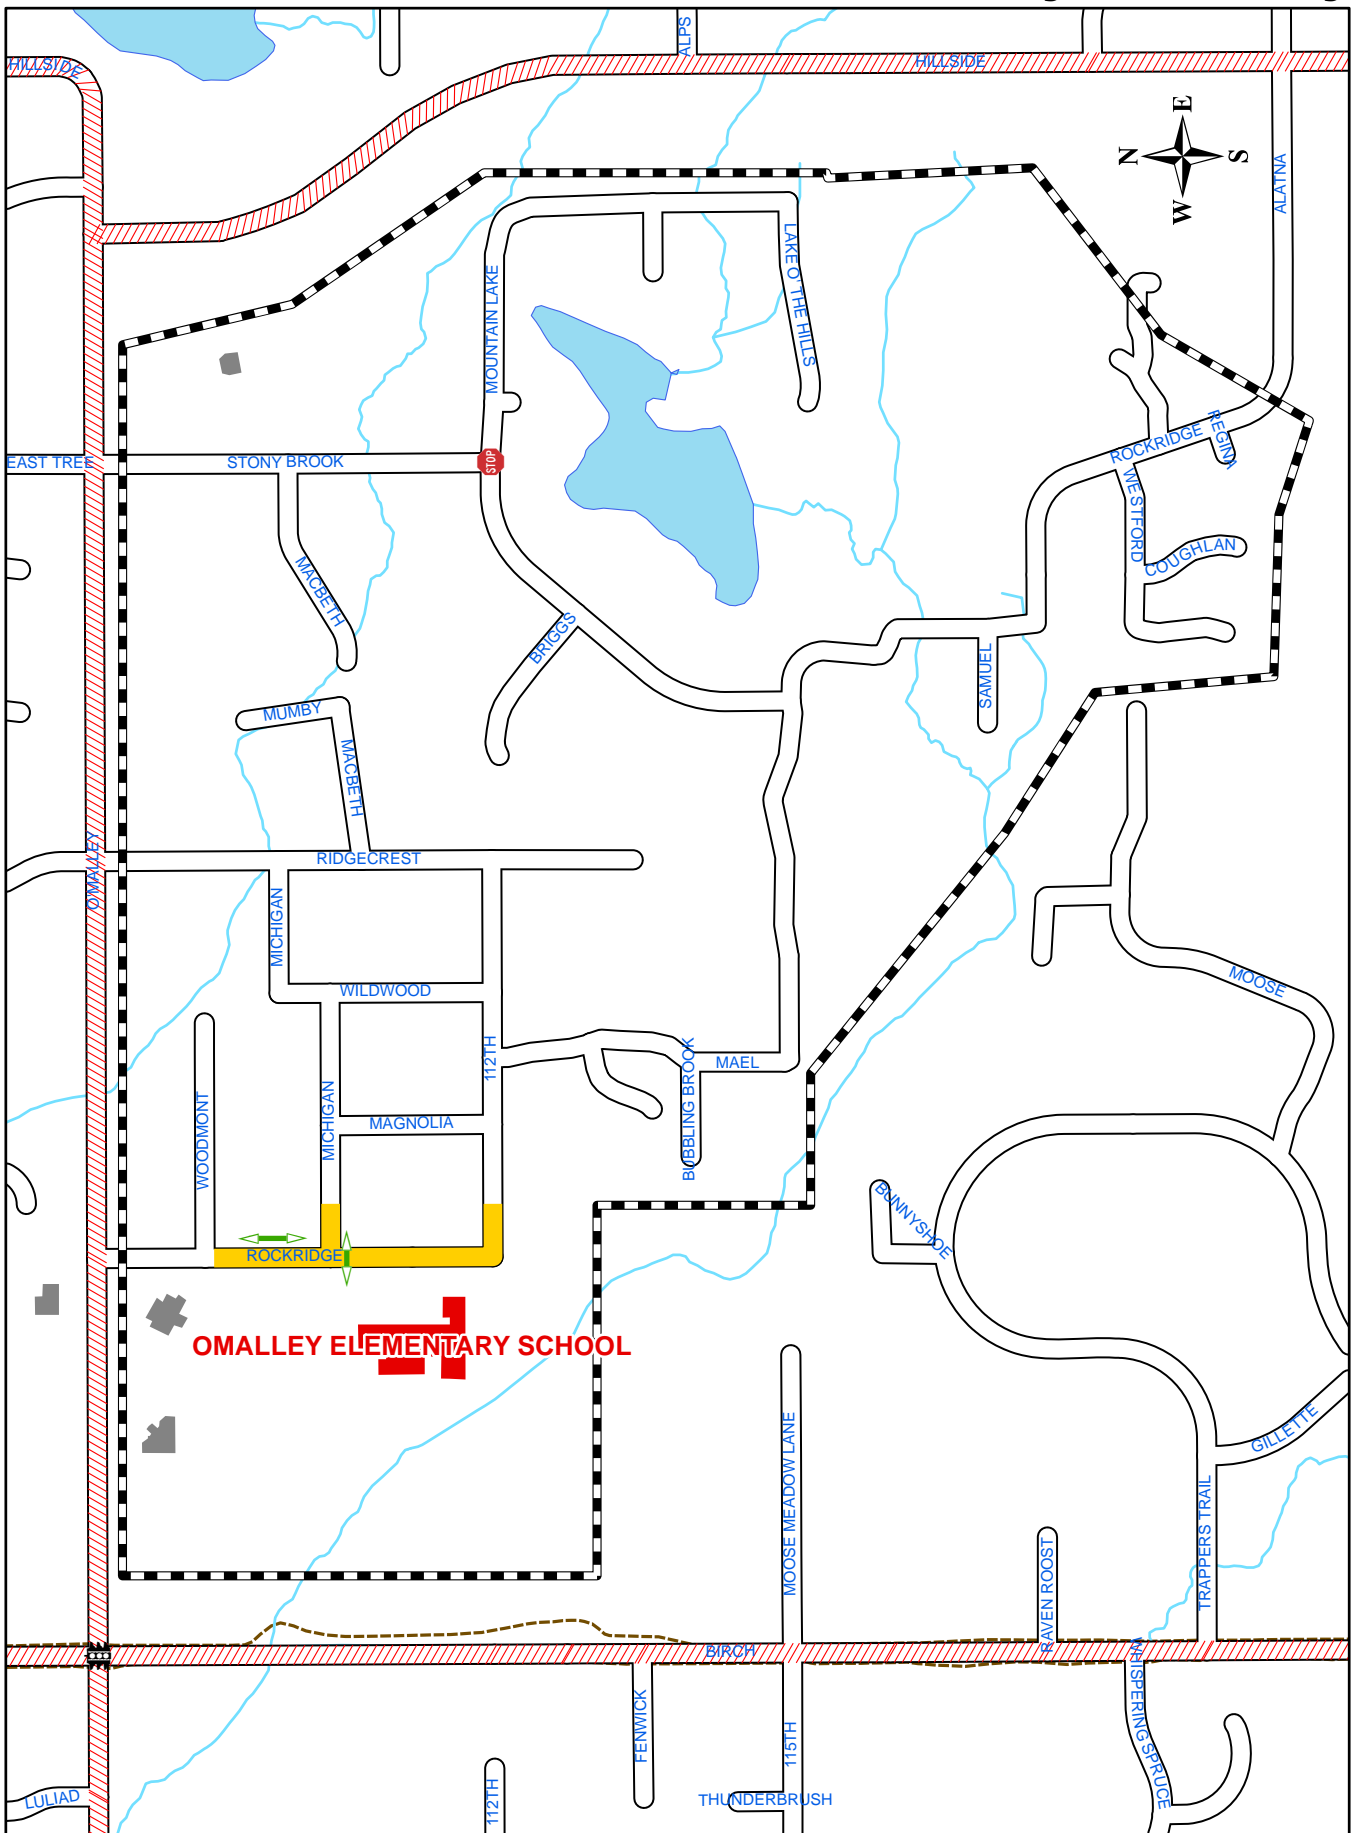 ALPS
HILLSIDE
HILLSIDE
E
N
S
W
ALATNA
LAKE O' THE HILLS
MOUNTAIN LAKE
REGINA
ROCKRIDGE
EAST TREE
STONY BROOK
STOP
WESTFORD
COUGHLAN
MACBETH
BRIGGS
SAMUEL
MUMBY
MACBETH
OMALLEY
RIDGECREST
MICHIGAN
MOOSE
WILDWOOD
112TH
MAEL
BUBBLING BROOK
WOODMONT
MICHIGAN
MAGNOLIA
BUNNYSHOE
ROCKRIDGE
OMALLEY ELEMENTARY SCHOOL
MOOSE MEADOW LANE
GILLETTE
TRAPPERS TRAIL
RAVEN ROOST
BIRCH
WHISPERING SPRUCE
FENWICK
115TH
112TH
LULIAD
THUNDERBRUSH